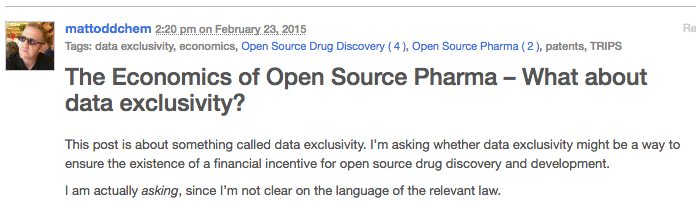 mattoddchem 2:20 pm on February 23, 2015
Re
Tags: data exclusivity, economics, Open Source Drug Discovery ( 4 ), Open Source Pharma ( 2 ), patents, TRIPS
The Economics of Open Source Pharma – What about
data exclusivity?
This post is about something called data exclusivity. I'm asking whether data exclusivity might be a way to
ensure the existence of a financial incentive for open source drug discovery and development.
I am actually asking, since I'm not clear on the language of the relevant law.